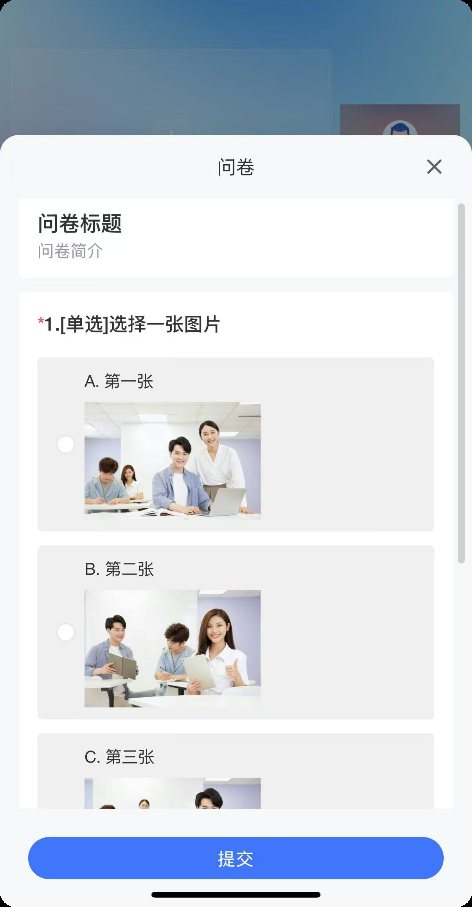 问卷
问卷标题
问卷简介
*1.[单选]选择一张图片
A. 第一张
B. 第二张
C. 第三张
提交